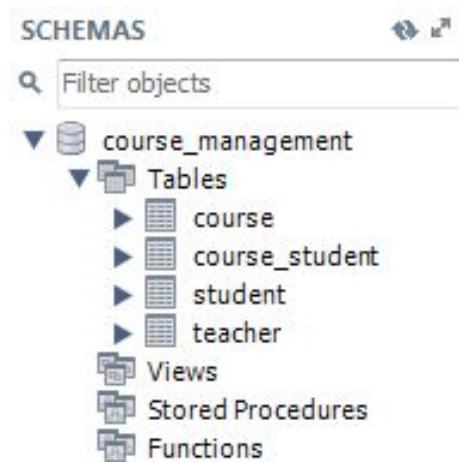 SCHEMAS
Filter objects
course_management
Tables
course
course_student
student
teacher
Views
Stored Procedures
Functions